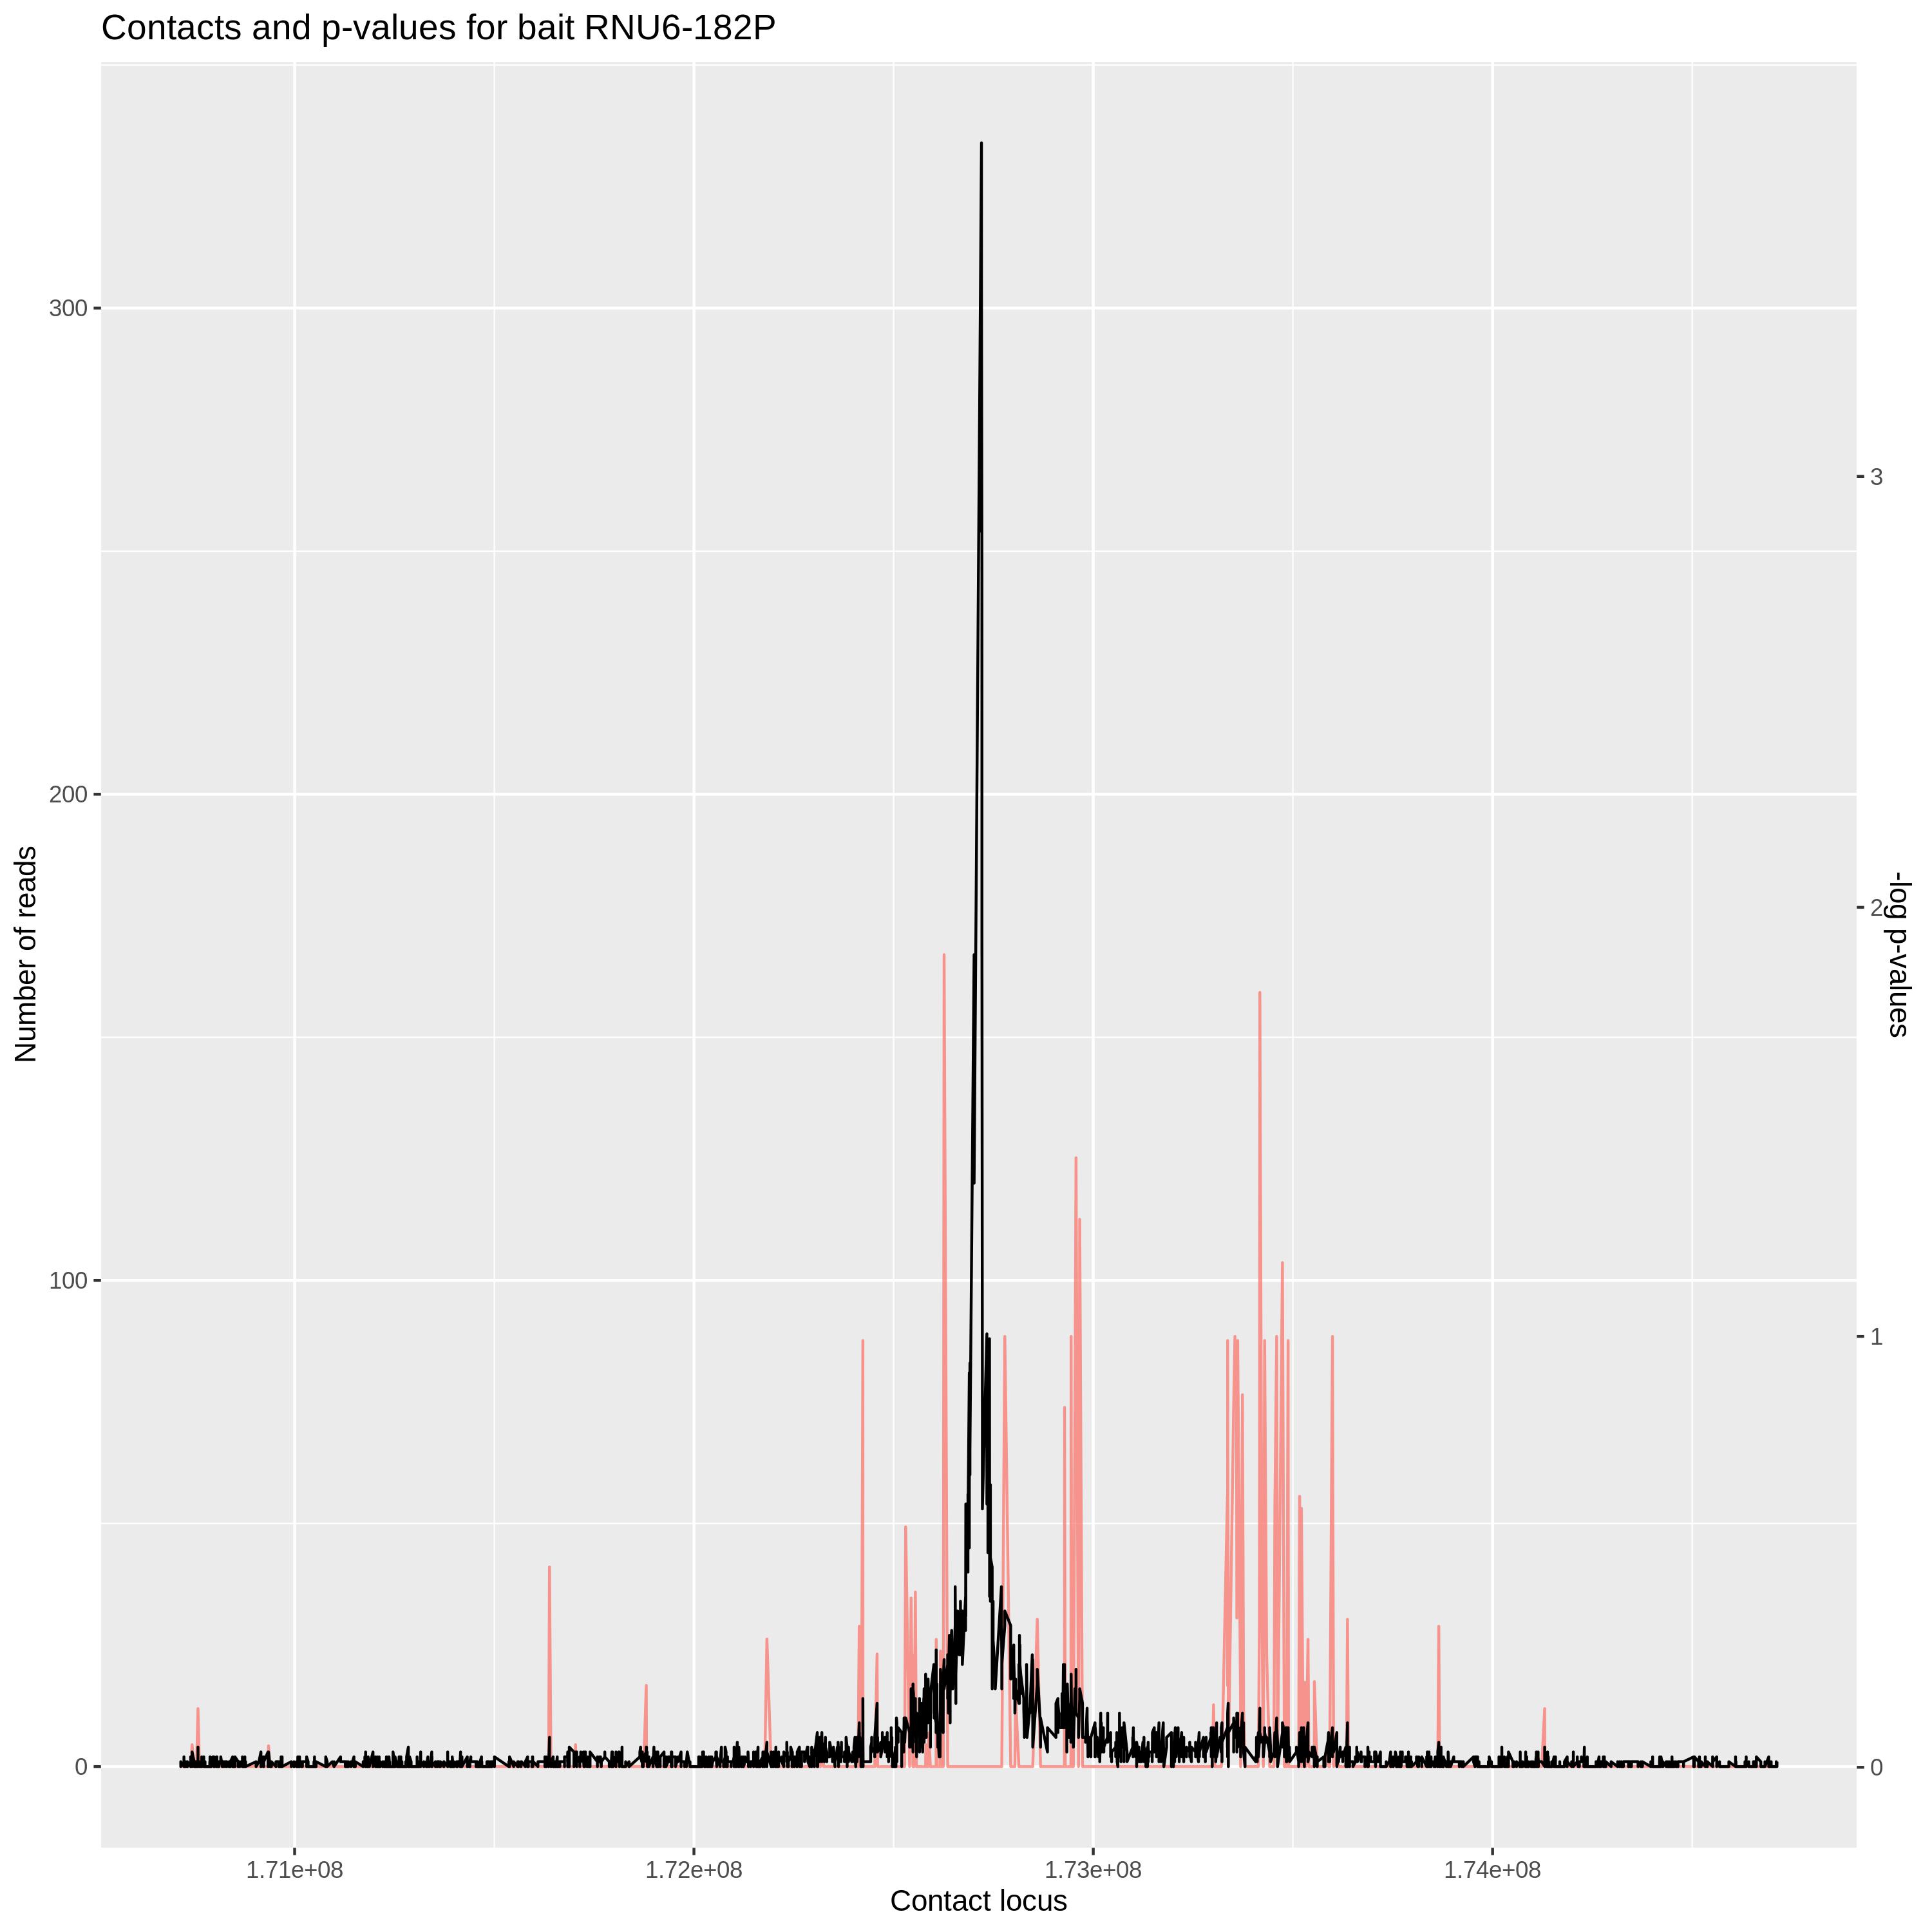 Contacts and p-values for bait RNU6-182P
300
200
100
0
Number of reads
3
2
1
0
-log p-values
1.71e+08
1.72e+08
1.73e+08
1.74e+08
Contact locus